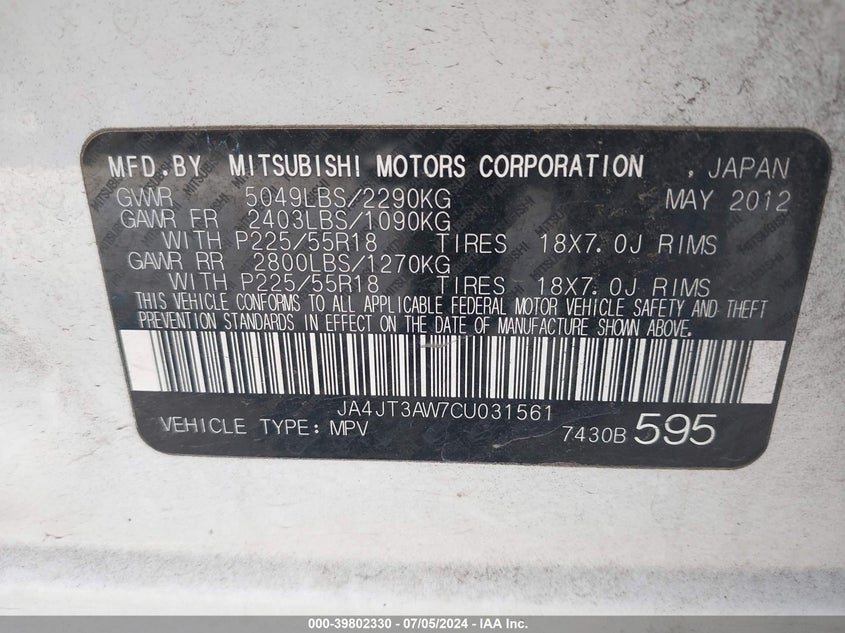 MFD.BY MITSUBISHI MOTORS CORPORATION , JAPAN
GVWR 5049LBS/2290KG MAY 2012
GAWR FR 2403LBS/1090KG
WITH P225/55R18 TIRES 18X7.0J RIMS
GAWR RR 2800LBS/1270KG
WITH P225/55R18 TIRES 18X7.0J RIMS
THIS VEHICLE CONFORMS TO ALL APPLICABLE FEDERAL MOTOR VEHICLE SAFETY AND THEFT
PREVENTION STANDARDS IN EFFECT ON THE DATE OF MANUFACTURE SHOWN ABOVE.
JA4JT3AW7CU031561
VEHICLE TYPE: MPV 7430B 595
000-39802330 - 07/05/2024 - IAA Inc.